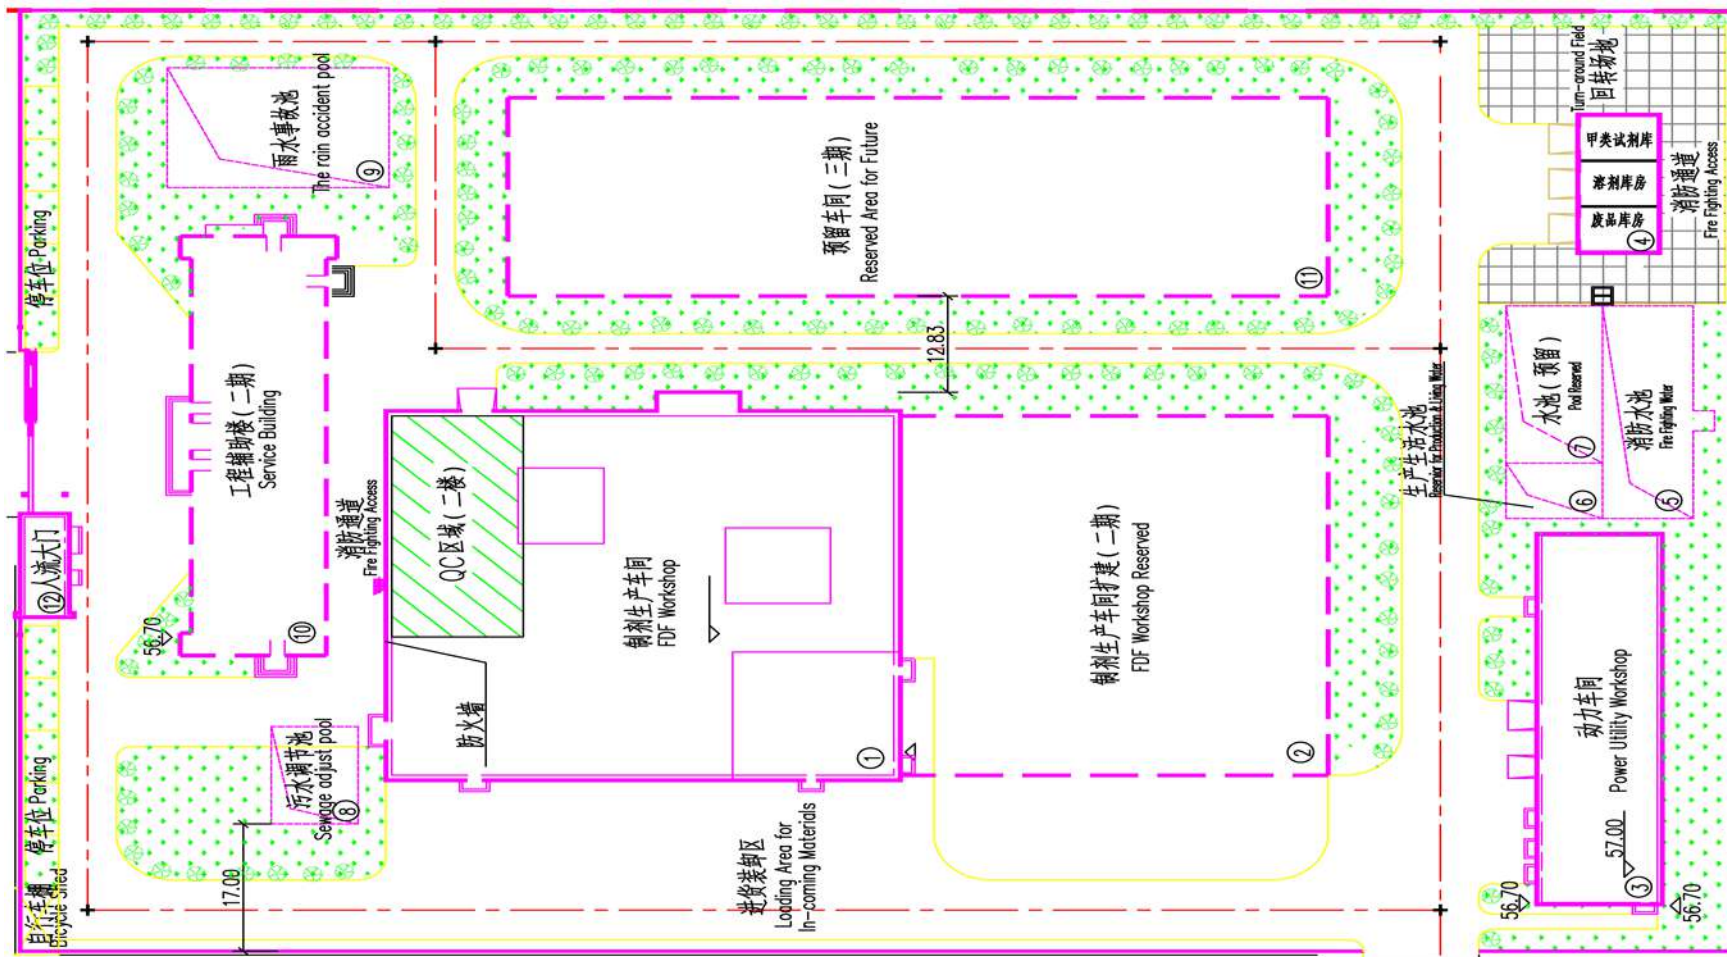 停车位 Parking
雨水事故池
The rain accident pool
⑨
预留车间(三期)
Reserved Area for Future
⑪
Turn-around Field
回转场地
甲类试剂库
溶剂库房
废品库房
④
消防通道
Fire Fighting Access
工程辅助楼(二期)
Service Building
⑩
56.70
⑫人流大门
消防通道
Fire Fighting Access
QC区域(二楼)
制剂生产车间
FDF Workshop
防火墙
①
12.83
制剂生产车间扩建(二期)
FDF Workshop Reserved
②
生产生活水池
Reservior for Production & Living Water
水池(预留)
Pool Reserved
⑦
⑥
消防水池
Fire Fighting Water
⑤
污水调节池
Sewage adjust pool
⑧
17.00
停车位 Parking
自行车棚
Bicycle Shed
进货装卸区
Loading Area for
In-coming Materials
动力车间
Power Utility Workshop
57.00
③
56.70
56.70